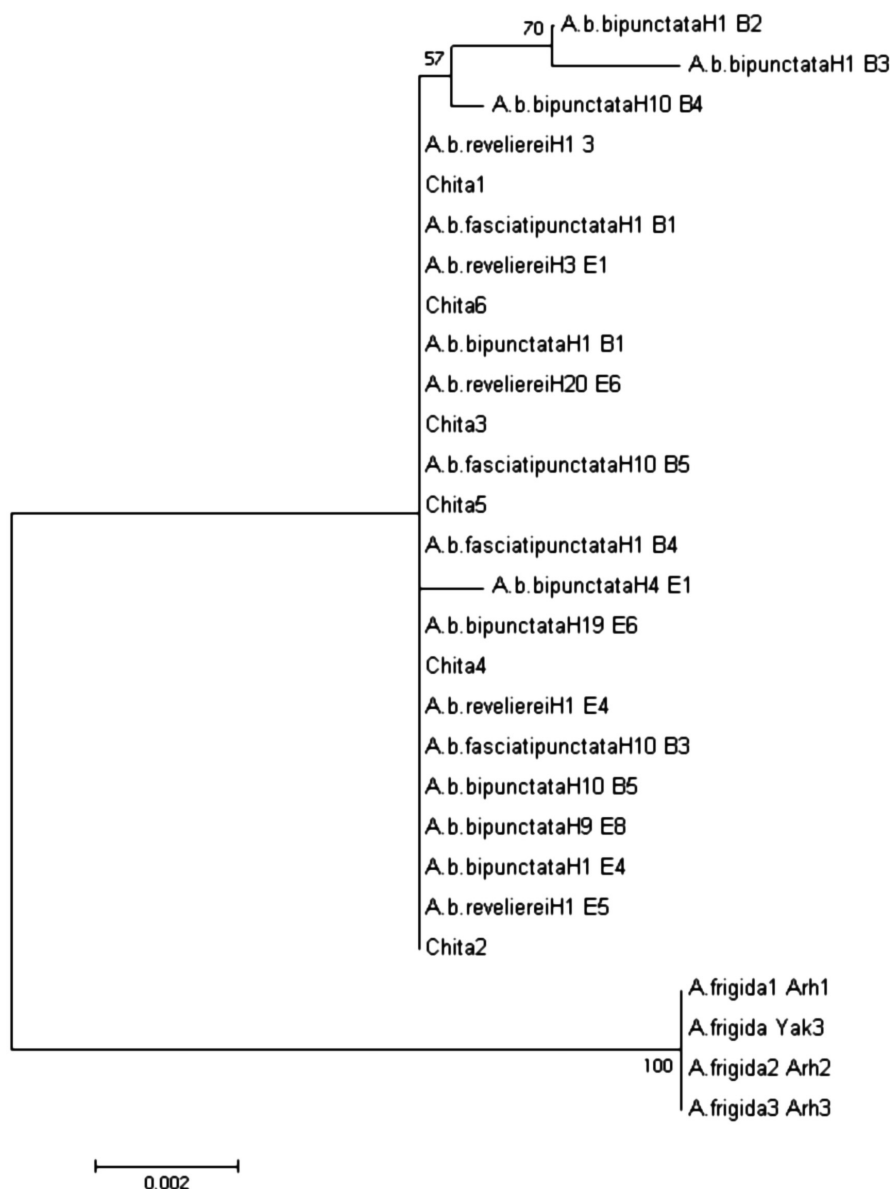 70
A.b.bipunctataH1 B2
57
A.b.bipunctataH1 B3
A.b.bipunctataH10 B4
A.b.reveliereiH1 3
Chita1
A.b.fasciatipunctataH1 B1
A.b.reveliereiH3 E1
Chita6
A.b.bipunctataH1 B1
A.b.reveliereiH20 E6
Chita3
A.b.fasciatipunctataH10 B5
Chita5
A.b.fasciatipunctataH1 B4
A.b.bipunctataH4 E1
A.b.bipunctataH19 E6
Chita4
A.b.reveliereiH1 E4
A.b.fasciatipunctataH10 B3
A.b.bipunctataH10 B5
A.b.bipunctataH9 E8
A.b.bipunctataH1 E4
A.b.reveliereiH1 E5
Chita2
A.frigida1 Arh1
A.frigida Yak3
100
A.frigida2 Arh2
A.frigida3 Arh3
0.002